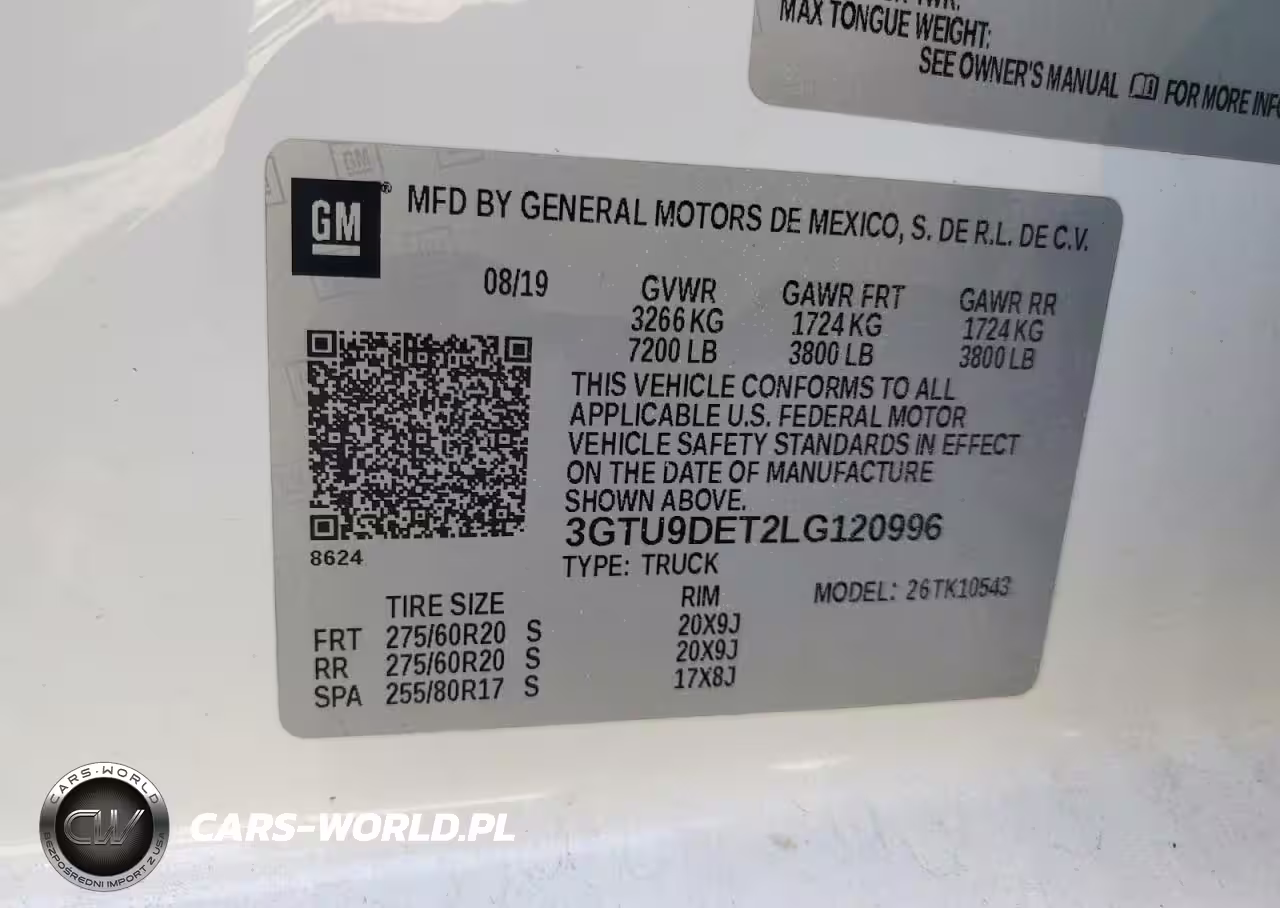 MAX TONGUE WEIGHT:
SEE OWNER'S MANUAL FOR MORE
GM
MFD BY GENERAL MOTORS DE MEXICO, S. DE R.L. DE C.V.
08/19
GVWR GAWR FRT GAWR RR
3266 KG 1724 KG 1724 KG
7200 LB 3800 LB 3800 LB
THIS VEHICLE CONFORMS TO ALL
APPLICABLE U.S. FEDERAL MOTOR
VEHICLE SAFETY STANDARDS IN EFFECT
ON THE DATE OF MANUFACTURE
SHOWN ABOVE.
3GTU9DET2LG120996
8624
TYPE: TRUCK
MODEL: 26TK10543
TIRE SIZE RIM
FRT 275/60R20 S 20X9J
RR 275/60R20 S 20X9J
SPA 255/80R17 S 17X8J
CARS-WORLD
CW
BEZPOŚREDNI IMPORT Z USA
CARS-WORLD.PL